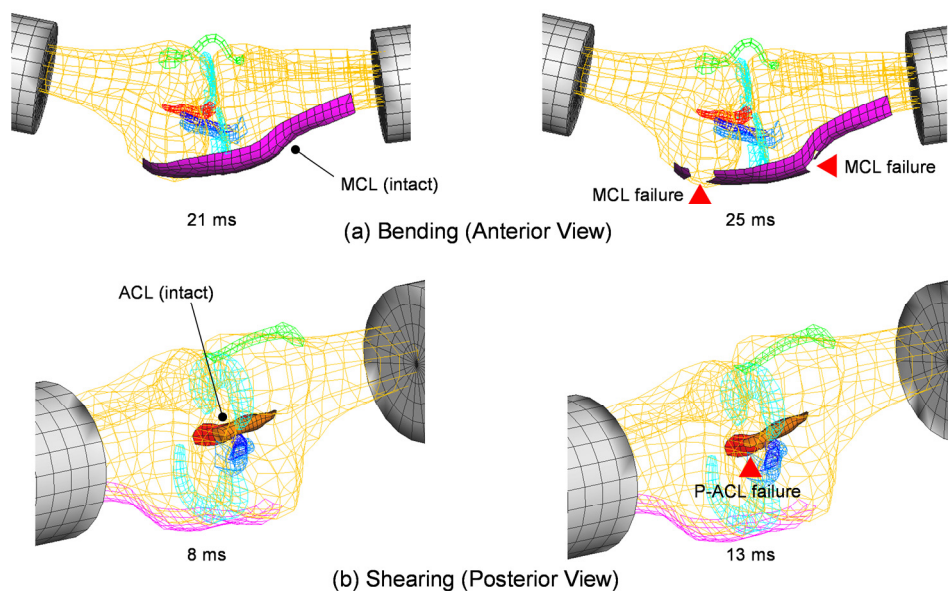 MCL (intact)
MCL failure
MCL failure
21 ms
25 ms
(a) Bending (Anterior View)
ACL (intact)
P-ACL failure
8 ms
13 ms
(b) Shearing (Posterior View)